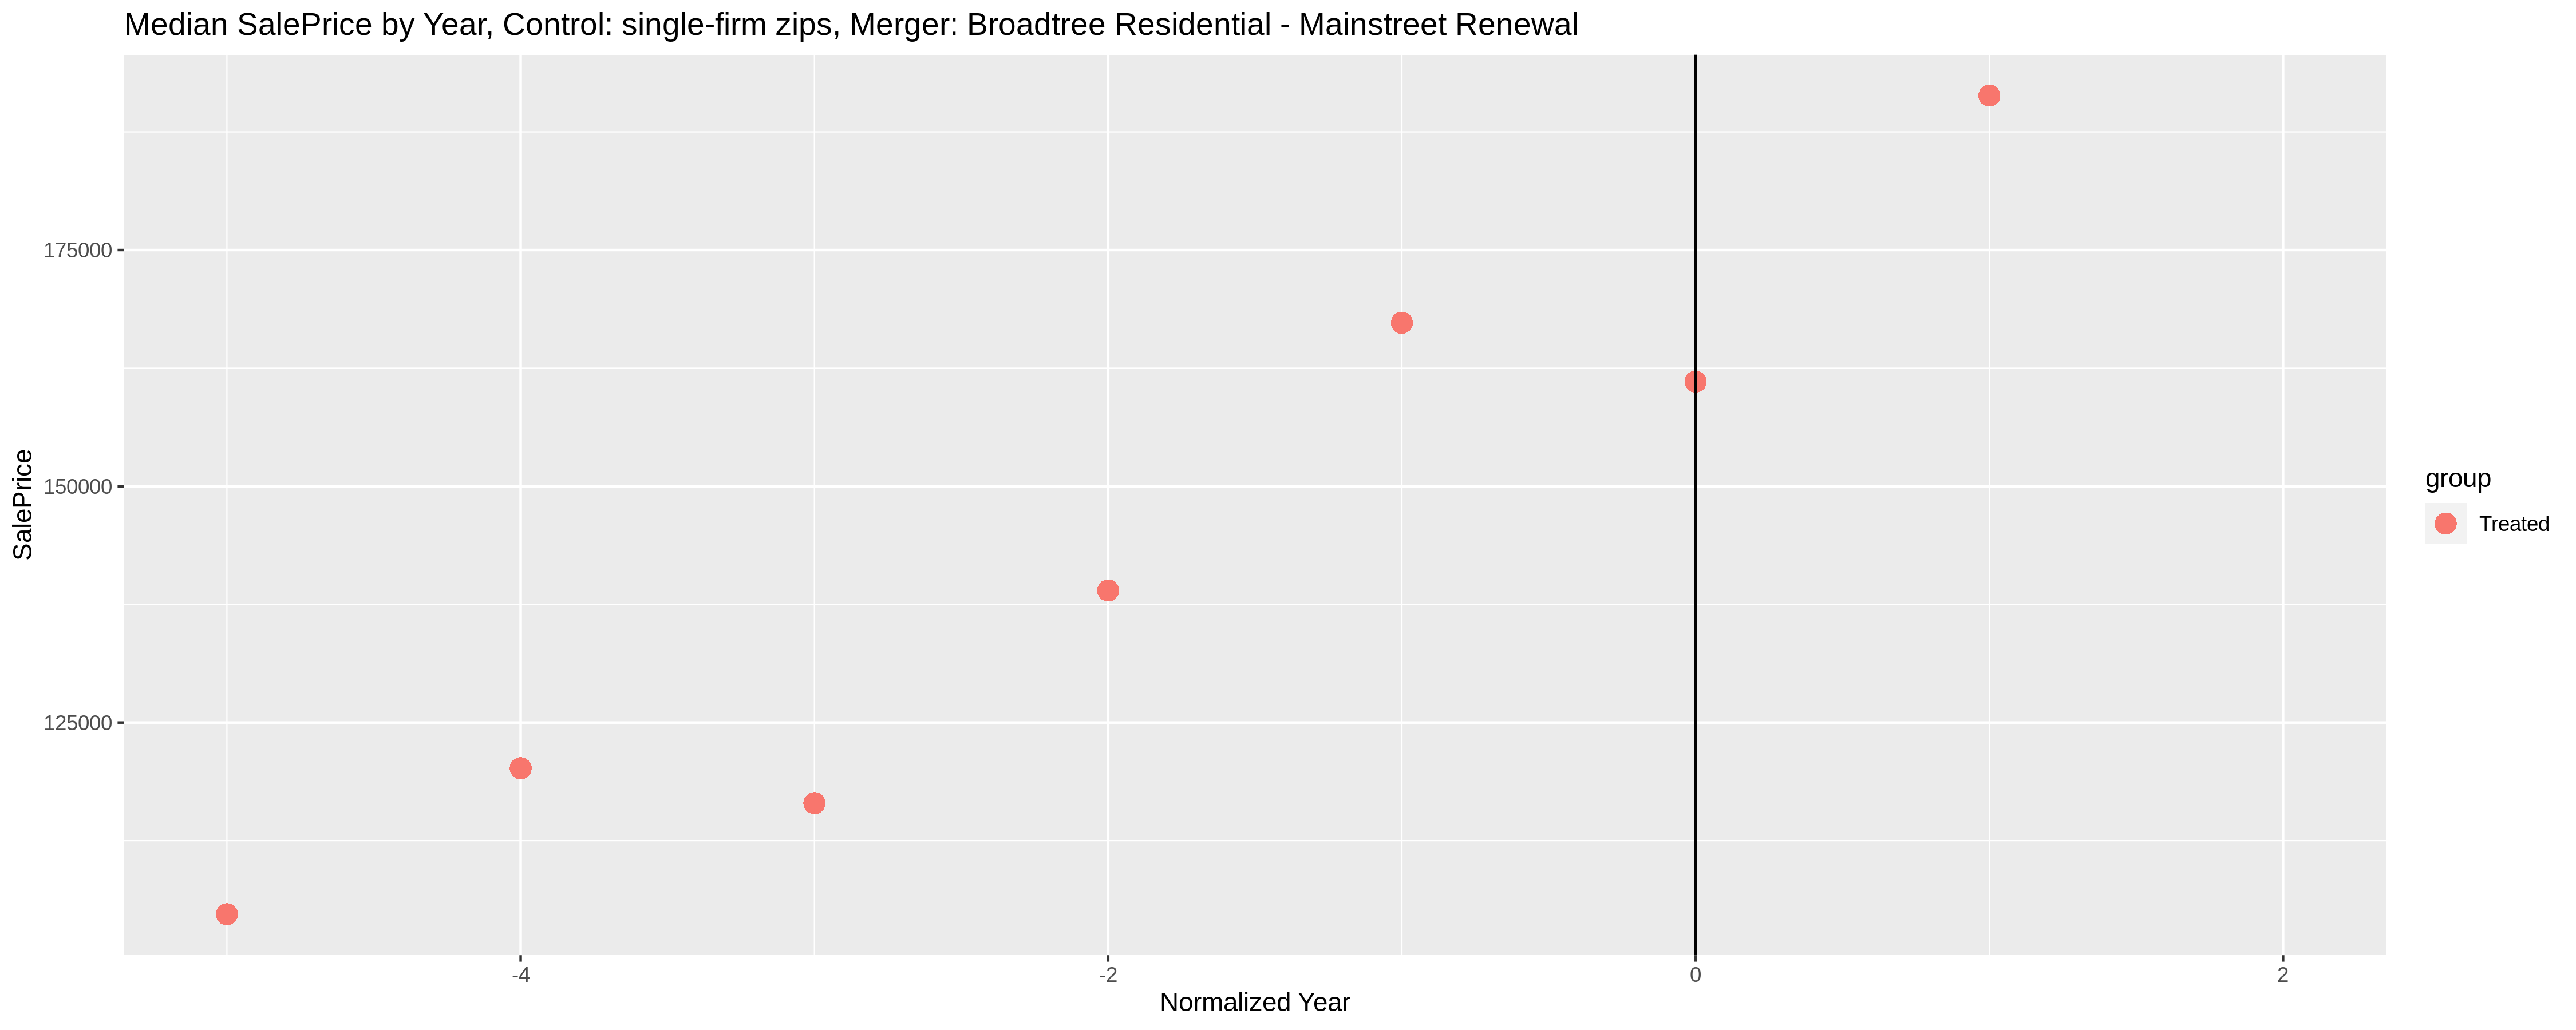 Median SalePrice by Year, Control: single-firm zips, Merger: Broadtree Residential - Mainstreet Renewal
175000
150000
125000
SalePrice
-4
-2
0
2
Normalized Year
group
Treated